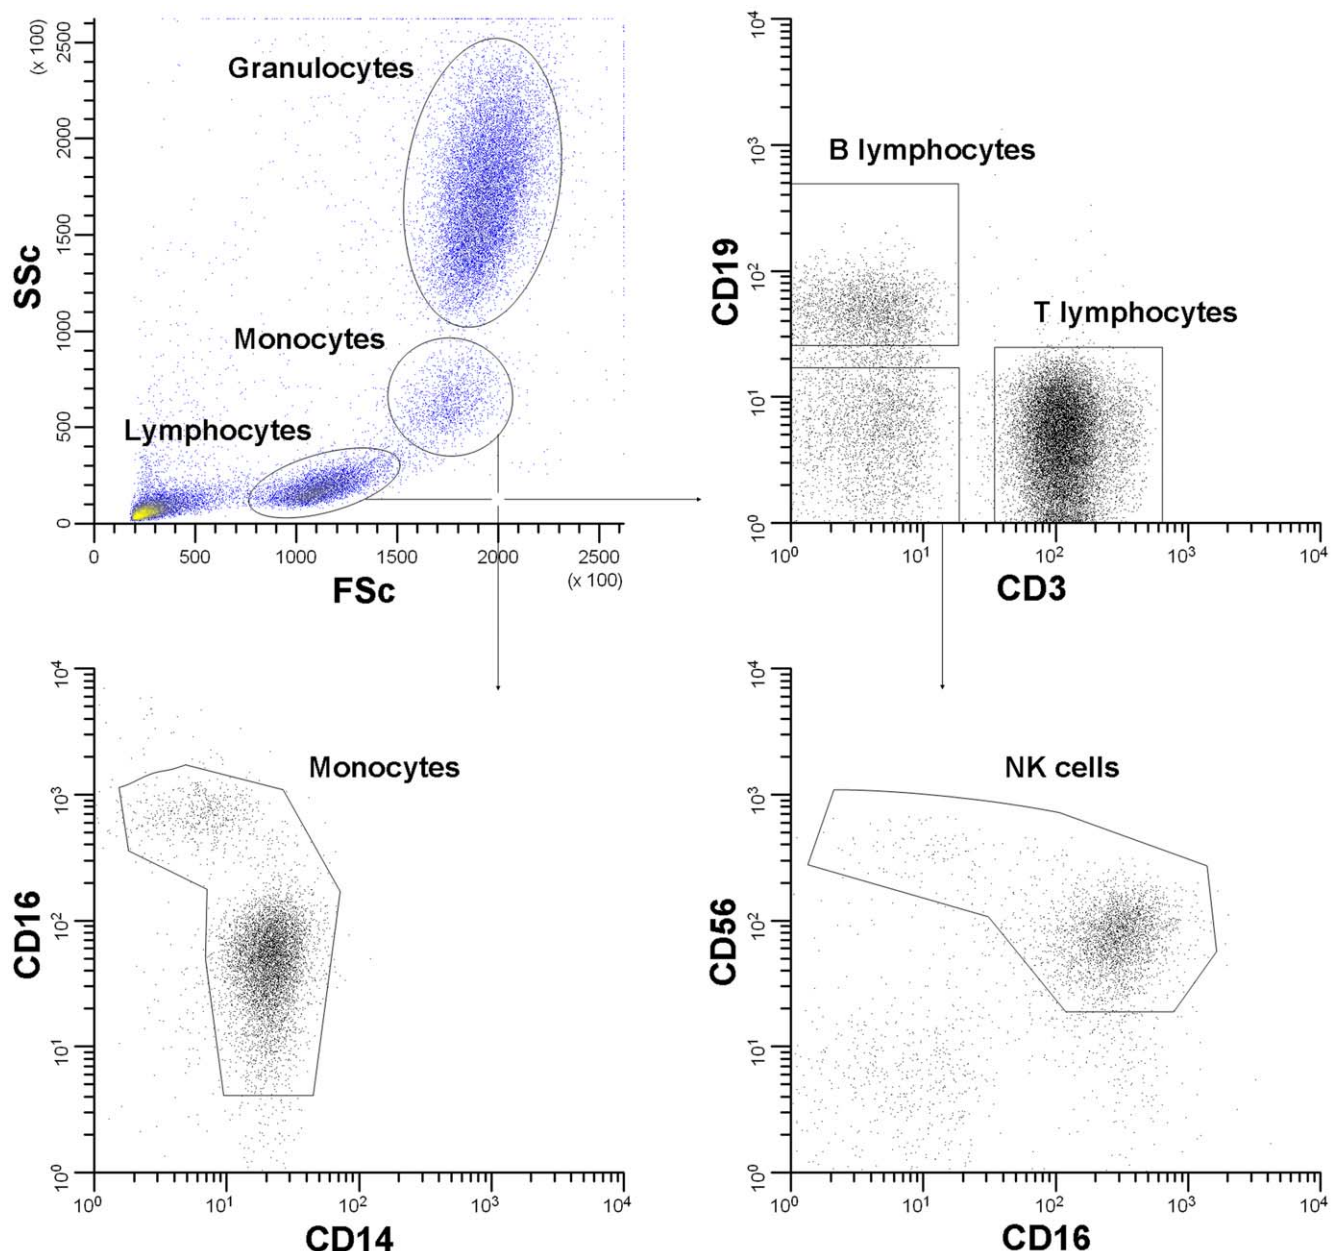 (x 100)
2500
2000
1500
1000
500
0
SSc
Granulocytes
Monocytes
Lymphocytes
0 500 1000 1500 2000 2500
(x 100)
FSc
10⁴
10³
10²
10¹
10⁰
CD19
B lymphocytes
T lymphocytes
10⁰ 10¹ 10² 10³ 10⁴
CD3
10⁴
10³
10²
10¹
10⁰
CD16
Monocytes
10⁰ 10¹ 10² 10³ 10⁴
CD14
10⁴
10³
10²
10¹
10⁰
CD56
NK cells
10⁰ 10¹ 10² 10³ 10⁴
CD16